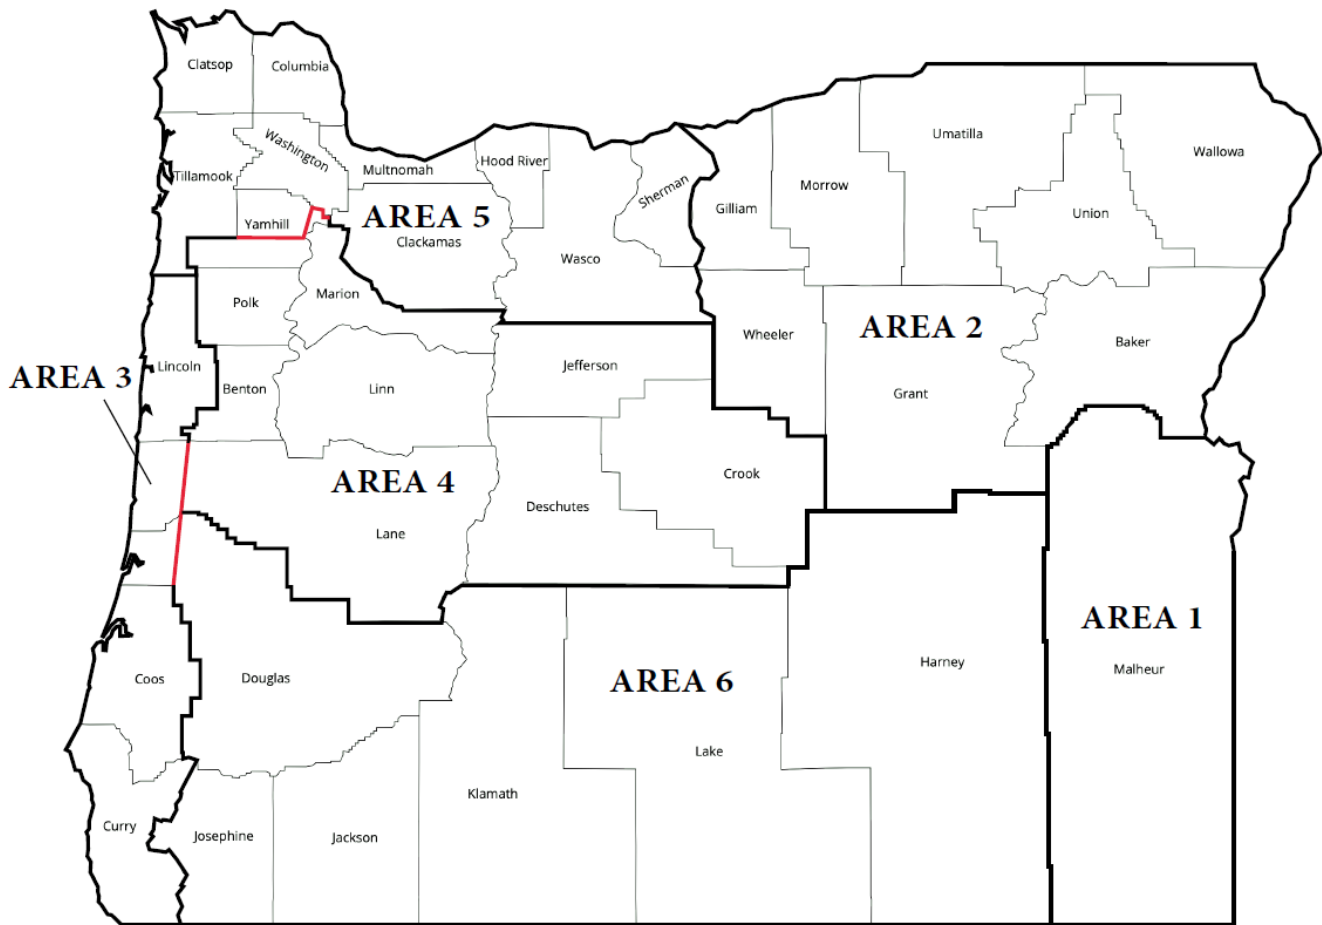 Clatsop
Columbia
Washington
Tillamook
Multnomah
Hood River
Sherman
Yamhill
AREA 5
Clackamas
Wasco
Gilliam
Morrow
Umatilla
Wallowa
Union
Polk
Marion
Wheeler
AREA 2
Baker
Lincoln
AREA 3
Benton
Linn
Jefferson
Grant
Crook
AREA 4
Lane
Deschutes
AREA 1
Malheur
Harney
Coos
Douglas
AREA 6
Lake
Klamath
Curry
Josephine
Jackson